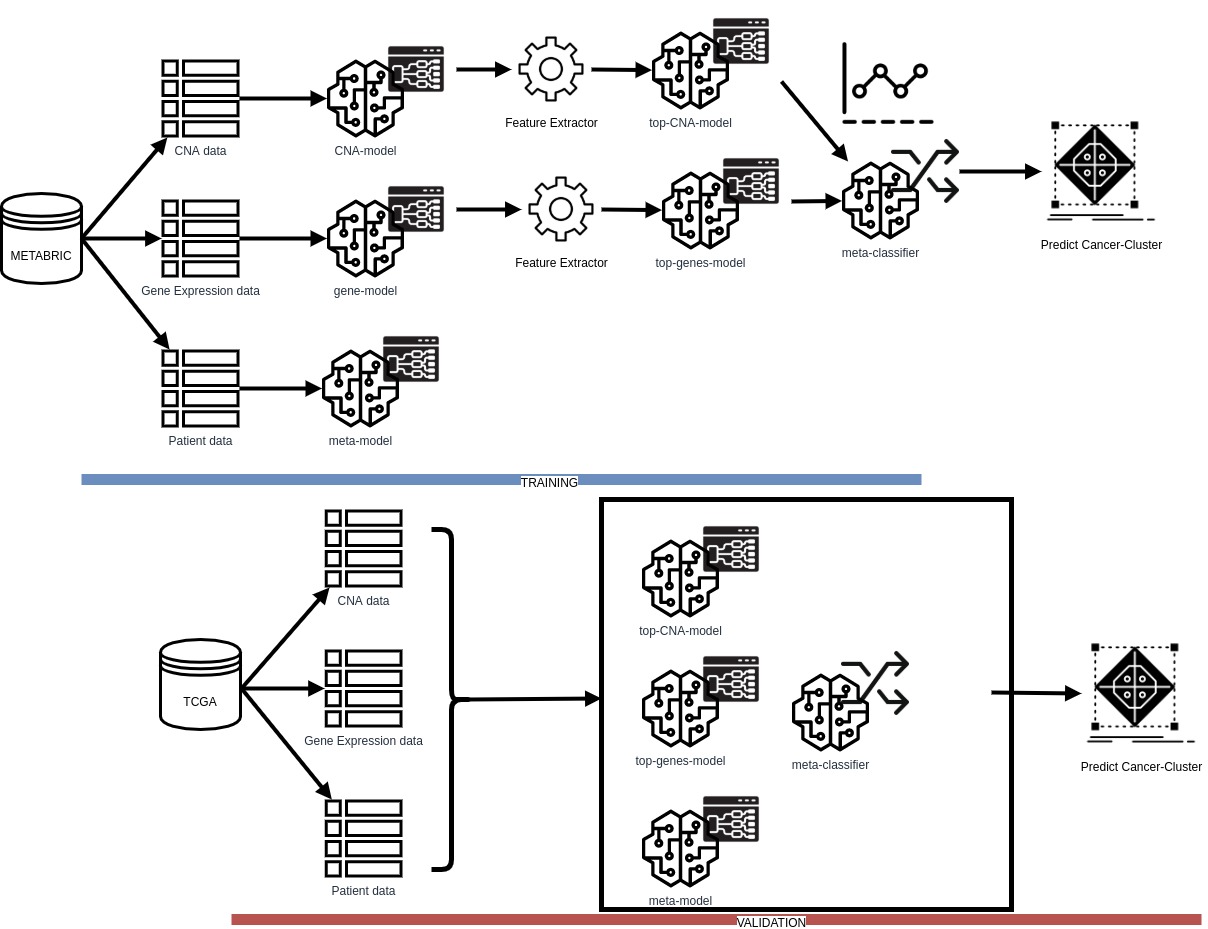 CNA data
CNA-model
Feature Extractor
top-CNA-model
METABRIC
Gene Expression data
gene-model
Feature Extractor
top-genes-model
meta-classifier
Predict Cancer-Cluster
Patient data
meta-model
TRAINING
CNA data
top-CNA-model
TCGA
Gene Expression data
top-genes-model
meta-classifier
Predict Cancer-Cluster
Patient data
meta-model
VALIDATION